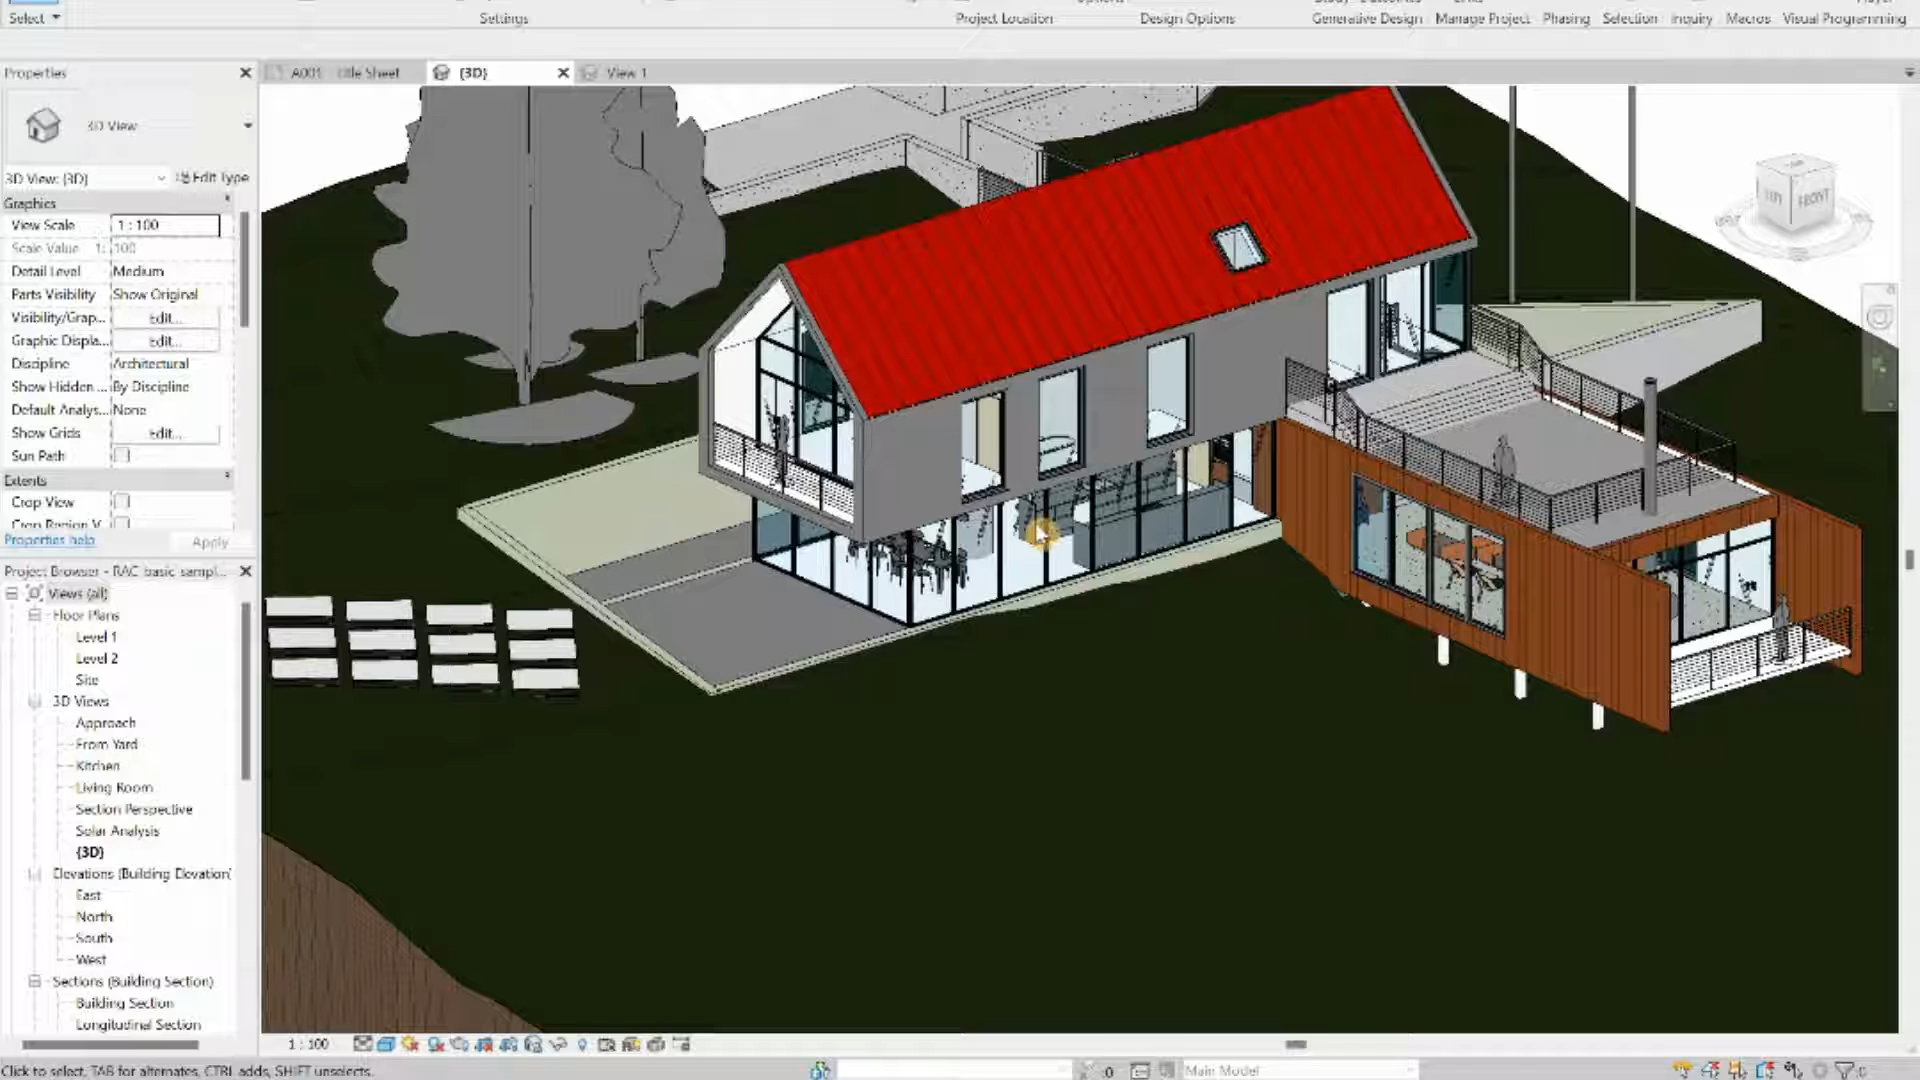 Select
Settings
Project Location
Design Options
Generative Design
Manage Project
Phasing
Selection
Inquiry
Macros
Visual Programming
Properties
A001
Title Sheet
{3D}
View 1
3D View
3D View: {3D}
Edit Type
Graphics
View Scale 1 : 100
Scale Value 1: 100
Detail Level Medium
Parts Visibility Show Original
Visibility/Grap... Edit...
Graphic Displa... Edit...
Discipline Architectural
Show Hidden ... By Discipline
Default Analys... None
Show Grids Edit...
Sun Path
Extents
Crop View
Crop Region V
Properties help
Apply
FRONT
Project Browser - RAC_basic_sampl...
Views (all)
Floor Plans
Level 1
Level 2
Site
3D Views
Approach
From Yard
Kitchen
Living Room
Section Perspective
Solar Analysis
{3D}
Elevations (Building Elevation)
East
North
South
West
Sections (Building Section)
Building Section
Longitudinal Section
1 : 100
Click to select, TAB for alternates, CTRL adds, SHIFT unselects.
:0
Main Model
:0